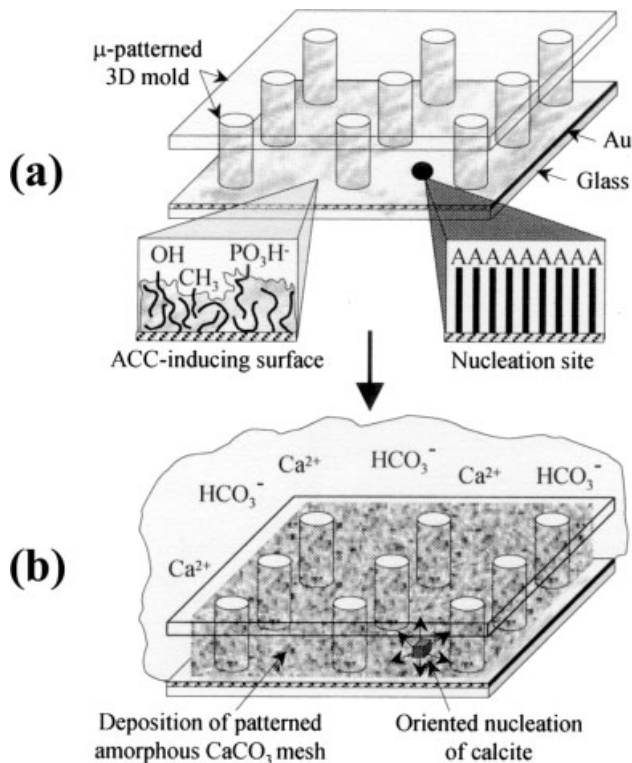 μ-patterned
3D mold
(a)
Au
Glass
OH
PO₃H⁻
CH₃
AAAAAAAAA
ACC-inducing surface
Nucleation site
Ca²⁺
HCO₃⁻
Ca²⁺
HCO₃⁻
HCO₃⁻
Ca²⁺
(b)
Deposition of patterned
amorphous CaCO₃ mesh
Oriented nucleation
of calcite